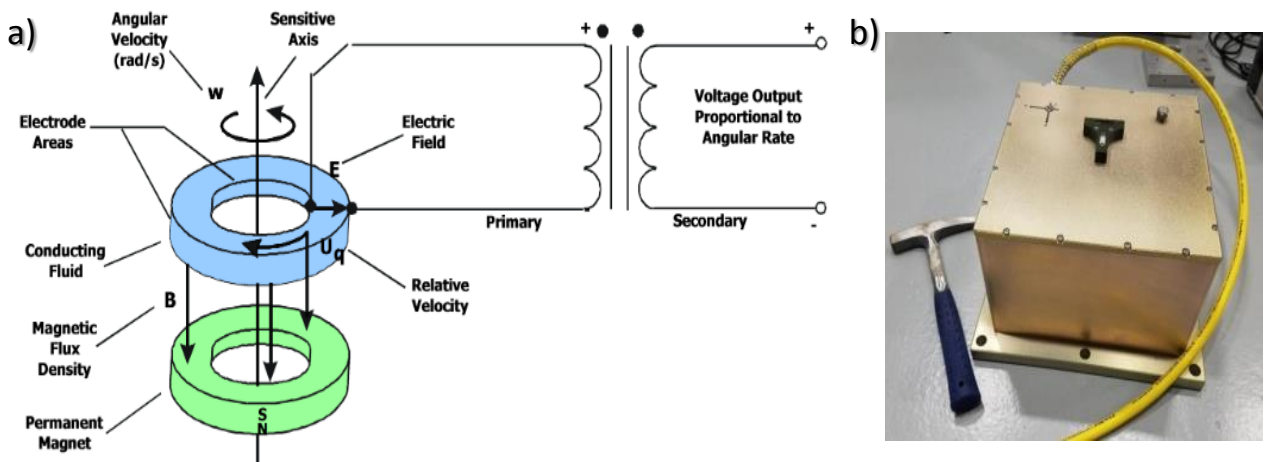 a)
Angular
Velocity
(rad/s)
Sensitive
Axis
w
Electrode
Areas
Electric
Field
E
+
+
Voltage Output
Proportional to
Angular Rate
Primary
Secondary
-
-
Conducting
Fluid
U
q
Relative
Velocity
B
Magnetic
Flux
Density
Permanent
Magnet
S
N
b)